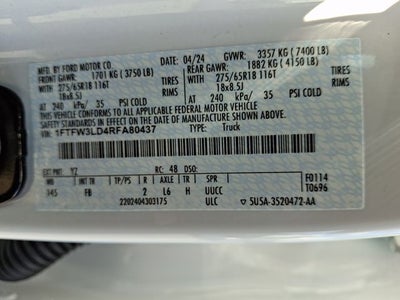 MFD. BY FORD MOTOR CO.
04/24 GVWR: 3357 KG (7400 LB)
FRONT GAWR: 1701 KG (3750 LB) REAR GAWR: 1882 KG (4150 LB)
WITH WITH
275/65R18 116T TIRES 275/65R18 116T TIRES
18x8.5J RIMS 18x8.5J RIMS
AT 240 kPa/ 35 PSI COLD AT 240 kPa/ 35 PSI COLD
THIS VEHICLE CONFORMS TO ALL APPLICABLE FEDERAL MOTOR VEHICLE
SAFETY STANDARDS IN EFFECT ON THE DATE OF MANUFACTURE SHOWN ABOVE.
VIN: 1FTFW3LD4RFA80437 TYPE: Truck
EXT PNT: YZ RC: 48 DSO: F0114
WB BRK INT TR TP/PS R AXLE TR SPR T0696
145 FB 2 L6 H UUCC
2202404303175 ULC 5U5A-3520472-AA